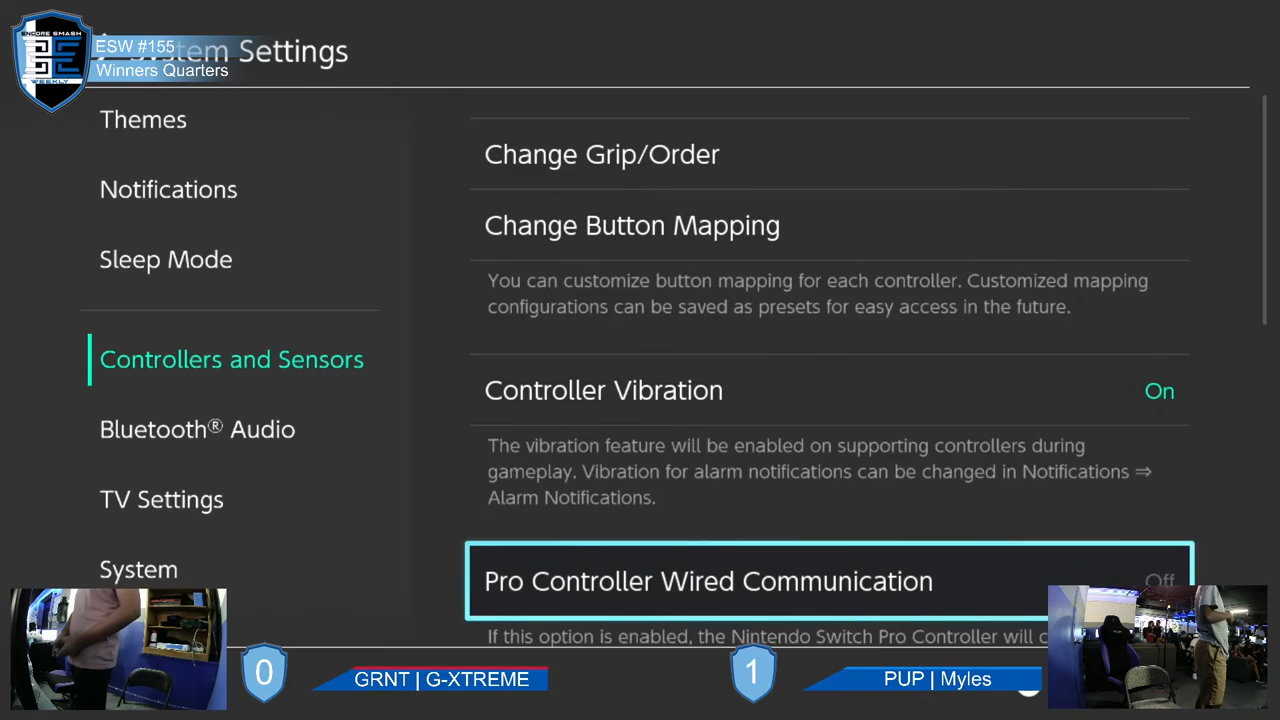 ENCORE SMASH
WEEKLY
ESW #155
Winners Quarters
System Settings
Themes
Notifications
Sleep Mode
Controllers and Sensors
Bluetooth® Audio
TV Settings
System
Change Grip/Order
Change Button Mapping
You can customize button mapping for each controller. Customized mapping
configurations can be saved as presets for easy access in the future.
Controller Vibration On
The vibration feature will be enabled on supporting controllers during
gameplay. Vibration for alarm notifications can be changed in Notifications ⇒
Alarm Notifications.
Pro Controller Wired Communication Off
If this option is enabled, the Nintendo Switch Pro Controller will
0
GRNT | G-XTREME
1
PUP | Myles